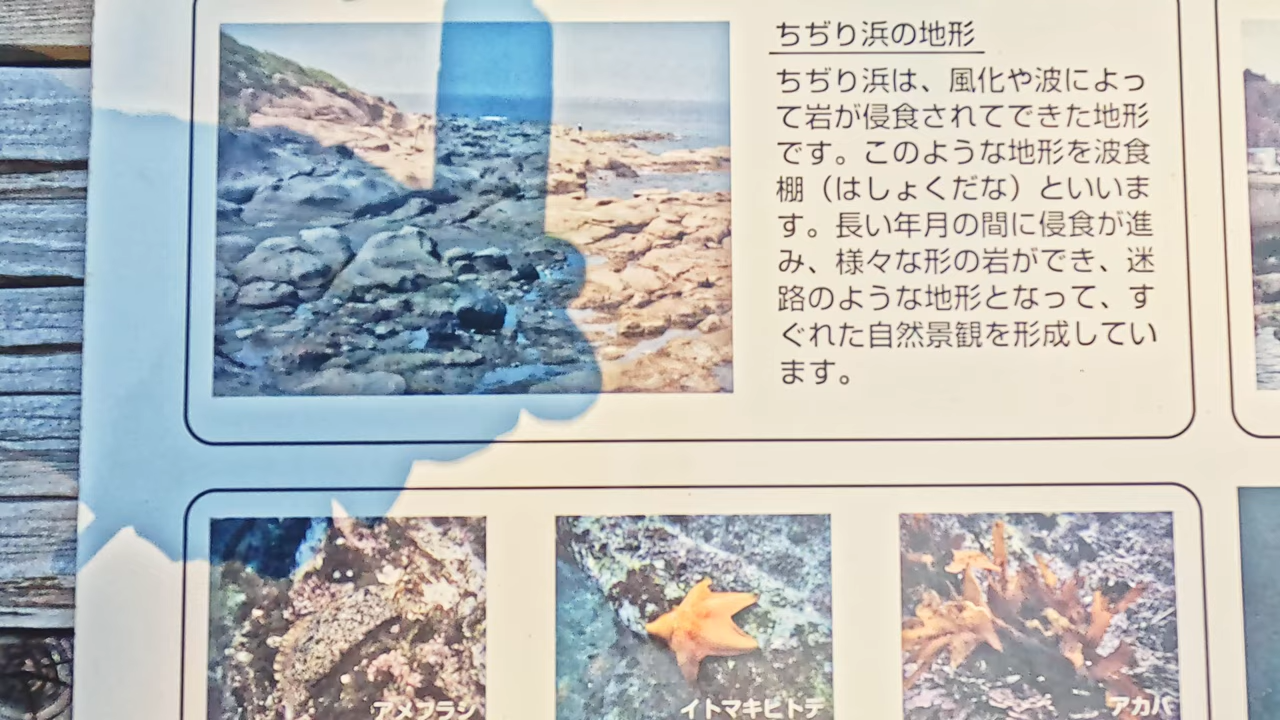 ちぢり浜の地形
ちぢり浜は、風化や波によっ
て岩が侵食されてできた地形
です。このような地形を波食
棚（はしょくだな）といいま
す。長い年月の間に侵食が進
み、様々な形の岩ができ、迷
路のような地形となって、す
ぐれた自然景観を形成してい
ます。
アメフラシ
イトマキヒトデ
アカバ